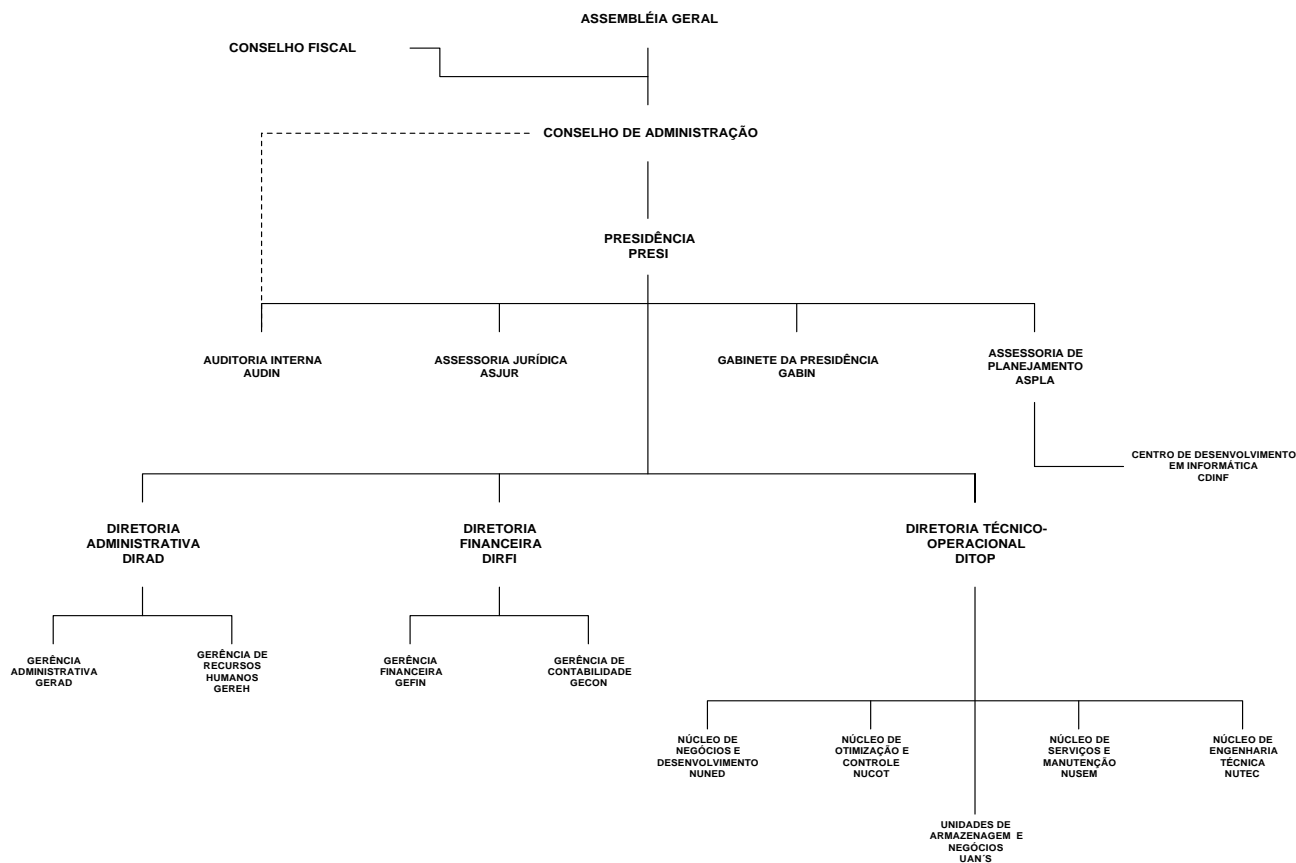 ASSEMBLÉIA GERAL
CONSELHO FISCAL
CONSELHO DE ADMINISTRAÇÃO
PRESIDÊNCIA
PRESI
AUDITORIA INTERNA
AUDIN
ASSESSORIA JURÍDICA
ASJUR
GABINETE DA PRESIDÊNCIA
GABIN
ASSESSORIA DE
PLANEJAMENTO
ASPLA
CENTRO DE DESENVOLVIMENTO
EM INFORMÁTICA
CDINF
DIRETORIA
ADMINISTRATIVA
DIRAD
DIRETORIA
FINANCEIRA
DIRFI
DIRETORIA TÉCNICO-
OPERACIONAL
DITOP
GERÊNCIA
ADMINISTRATIVA
GERAD
GERÊNCIA DE
RECURSOS
HUMANOS
GEREH
GERÊNCIA
FINANCEIRA
GEFIN
GERÊNCIA DE
CONTABILIDADE
GECON
NÚCLEO DE
NEGÓCIOS E
DESENVOLVIMENTO
NUNED
NÚCLEO DE
OTIMIZAÇÃO E
CONTROLE
NUCOT
NÚCLEO DE
SERVIÇOS E
MANUTENÇÃO
NUSEM
NÚCLEO DE
ENGENHARIA
TÉCNICA
NUTEC
UNIDADES DE
ARMAZENAGEM E
NEGÓCIOS
UAN´S